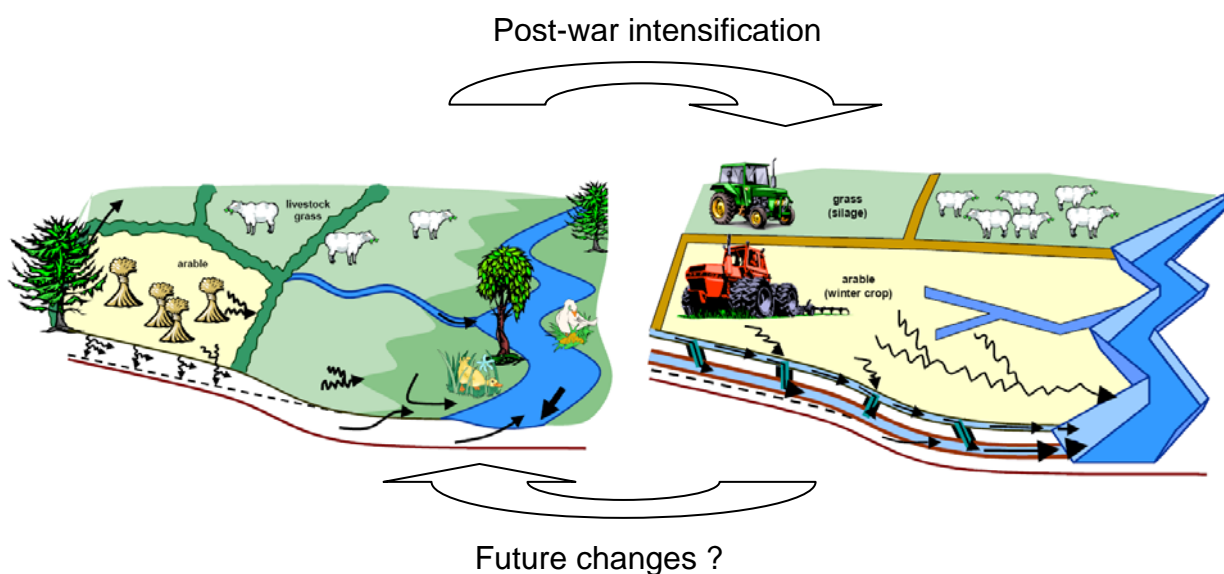 Post-war intensification
livestock
grass
arable
grass
(silage)
arable
(winter crop)
Future changes ?